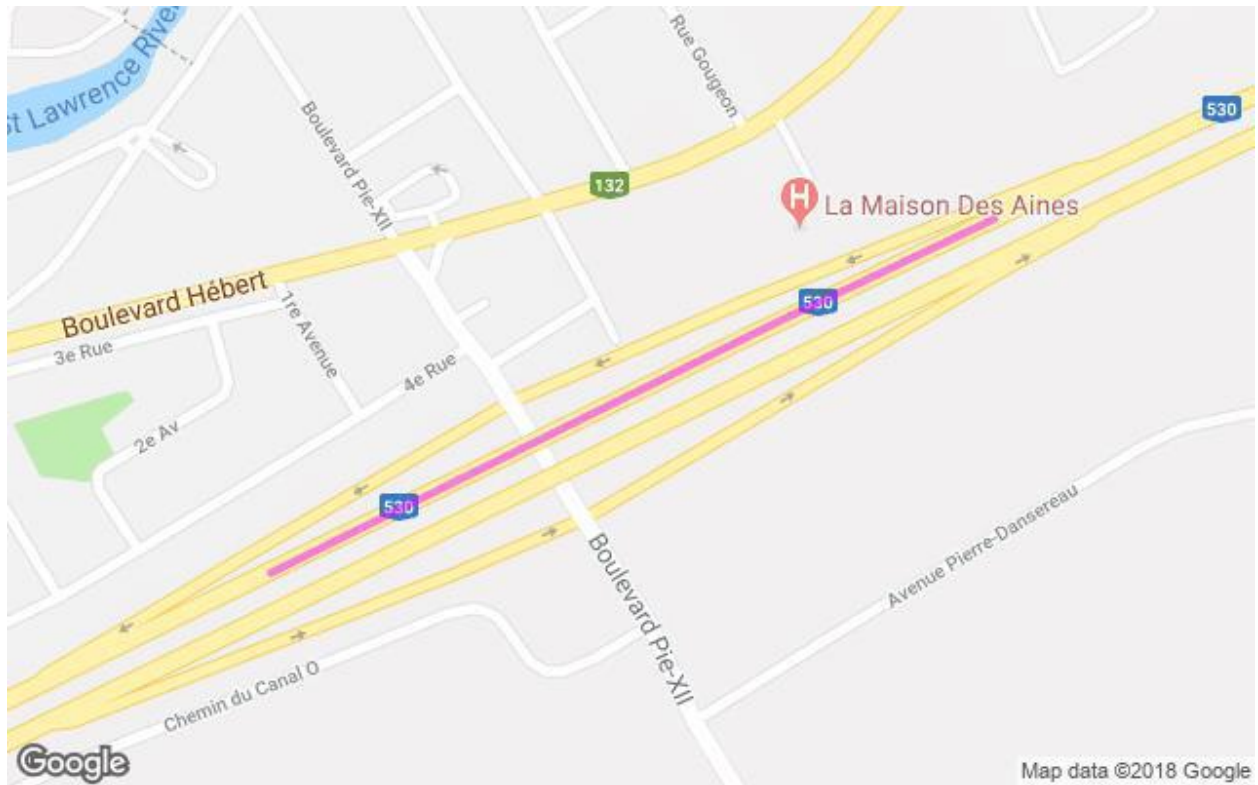 St Lawrence River
Boulevard Pie-XII
Rue Gougeon
530
132
La Maison Des Aines
530
Boulevard Hébert
1re Avenue
3e Rue
4e Rue
2e Av
530
Boulevard Pie-XII
Avenue Pierre-Dansereau
Chemin du Canal O
Google
Map data ©2018 Google